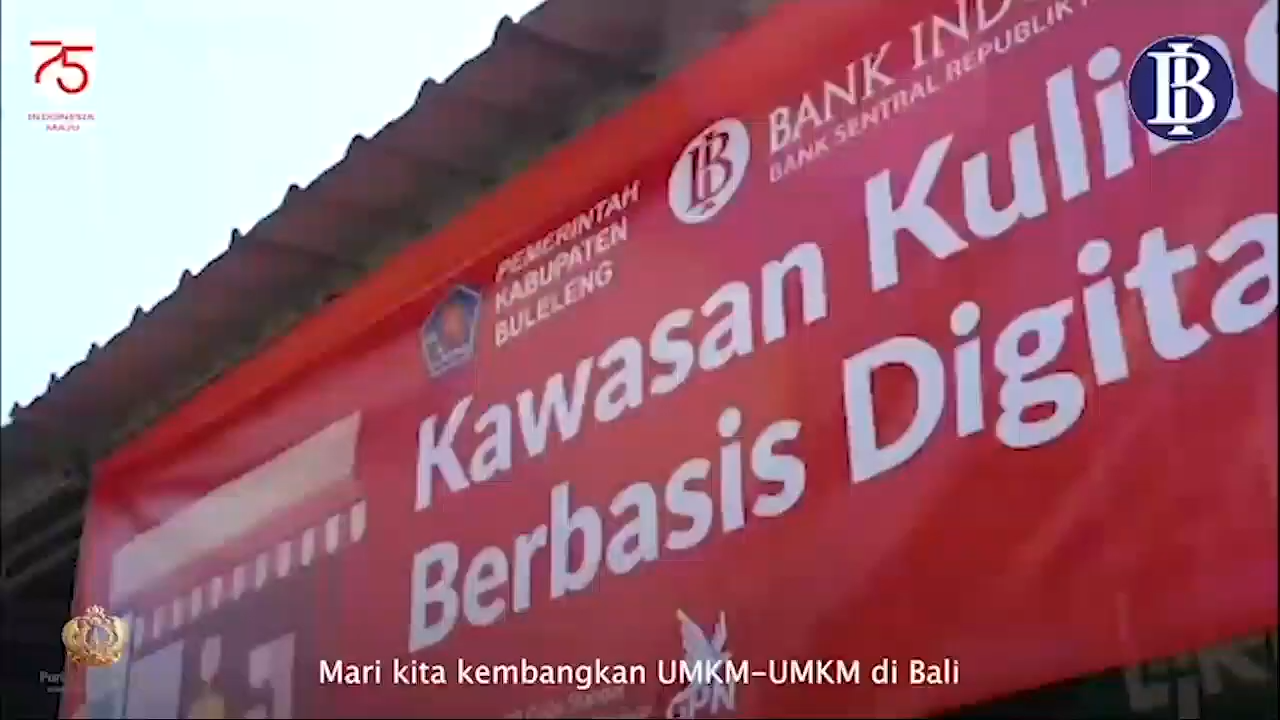 75
INDONESIA
MAJU
BANK IND
BANK SENTRAL REPUBLIK
PEMERINTAH
KABUPATEN
BULELENG
Kawasan Kulin
Berbasis Digita
GPN
Mari kita kembangkan UMKM-UMKM di Bali